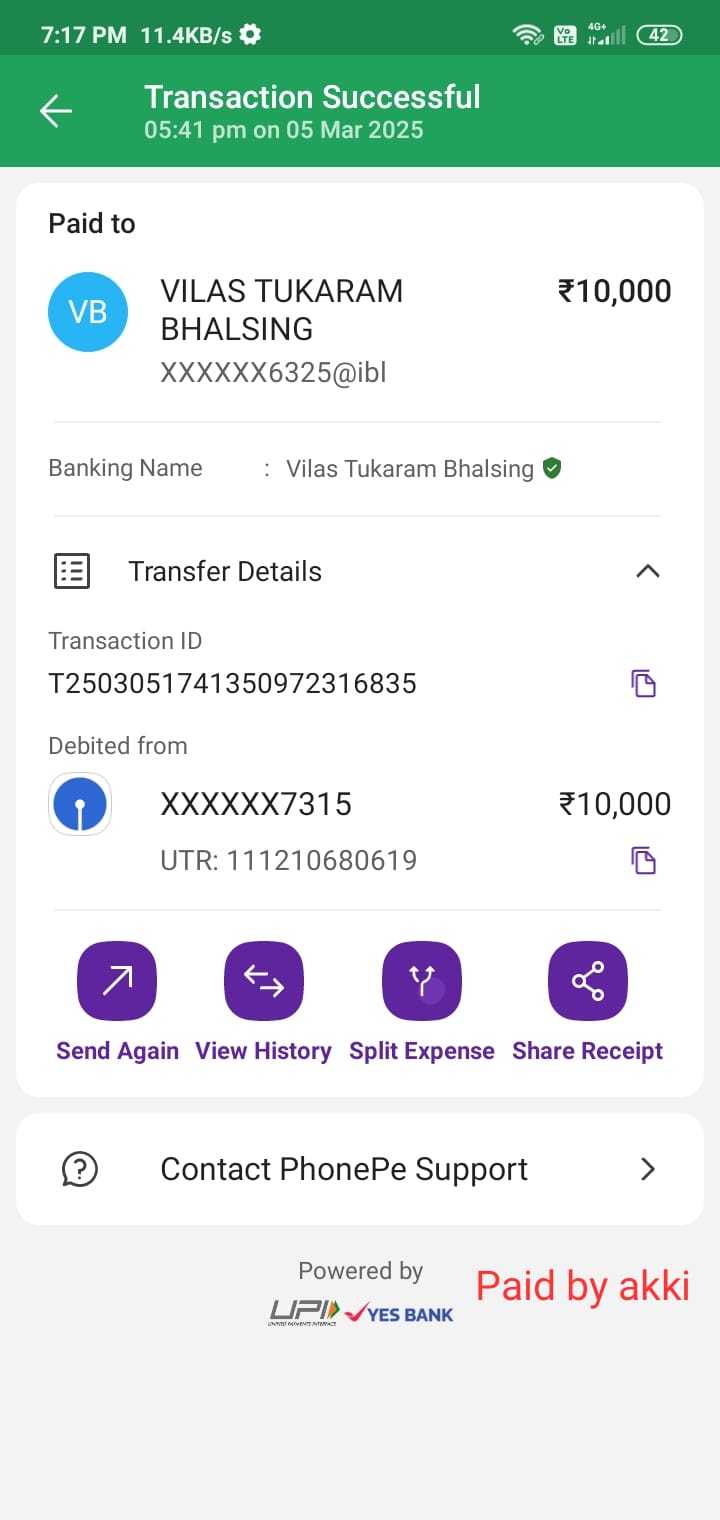 7:17 PM 11.4KB/s
Vo LTE 4G+ 42
Transaction Successful
05:41 pm on 05 Mar 2025
Paid to
VB
VILAS TUKARAM ₹10,000
BHALSING
XXXXXX6325@ibl
Banking Name : Vilas Tukaram Bhalsing
Transfer Details
Transaction ID
T2503051741350972316835
Debited from
XXXXXX7315 ₹10,000
UTR: 111210680619
Send Again View History Split Expense Share Receipt
Contact PhonePe Support
Powered by
Paid by akki
UPI YES BANK
UNIFIED PAYMENTS INTERFACE